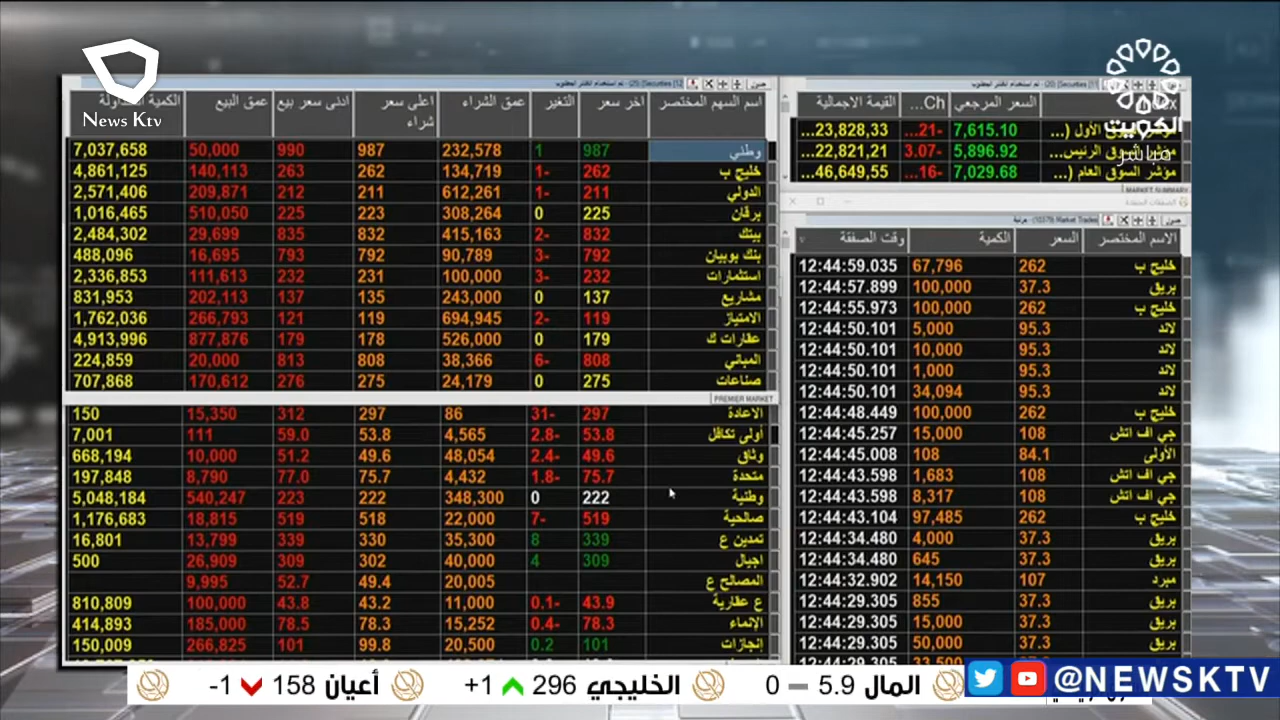 News Ktv
الكويت
مباشر
اسم السهم المختصر آخر سعر التغير عمق الشراء اعلى سعر شراء ادنى سعر بيع عمق البيع
وطني 987 1 232,578 987 990 50,000 7,037,658
خليج ب 262 1- 134,719 262 263 140,113 4,861,125
الدولي 211 1- 612,261 211 212 209,871 2,571,406
برقان 225 0 308,264 223 225 510,050 1,016,465
بيتك 832 2- 415,163 832 835 29,699 2,484,302
بنك بوبيان 792 3- 90,789 792 793 16,695 488,096
استثمارات 232 3- 100,000 231 232 111,613 2,336,853
مشاريع 137 0 243,000 135 137 202,113 831,953
الامتياز 119 2- 694,945 119 121 266,793 1,762,036
عقارات ك 179 0 526,000 178 179 877,876 4,913,996
المباني 808 6- 38,366 808 813 20,000 224,859
صناعات 275 0 24,179 275 276 170,612 707,868
PREMIER MARKET
الاعادة 297 31- 86 297 312 15,350 150
أولى تكافل 53.8 2.8- 4,565 53.8 59.0 111 7,001
وثاق 49.6 2.4- 48,054 49.6 51.2 10,000 668,194
متحدة 75.7 1.8- 4,432 75.7 77.0 8,790 197,848
وطنية 222 0 348,300 222 223 540,247 5,048,184
صالحية 519 7- 22,000 518 519 18,815 1,176,683
تمدين ع 339 8 35,300 330 339 13,799 16,801
اجيال 309 4 40,000 302 309 26,909 500
المصالح ع 20,005 49.4 52.7 9,995
ع عقارية 43.9 0.1- 11,000 43.2 43.8 100,000 810,809
الإنماء 78.3 0.4- 15,252 78.3 78.5 185,000 414,893
إنجازات 101 0.2 20,500 99.8 101 266,825 150,009
السعر المرجعي Ch... القيمة الاجمالية
الأول (... 7,615.10 21-... 23,828,33...
مؤشر السوق الرئيس... 5,896.92 3.07-... 22,821,21...
مؤشر السوق العام (... 7,029.68 16-... 46,649,55...
MARKET SUMMARY
الاسم المختصر السعر الكمية وقت الصفقة
خليج ب 262 67,796 12:44:59.035
بريق 37.3 100,000 12:44:57.899
خليج ب 262 100,000 12:44:55.973
لاند 95.3 5,000 12:44:50.101
لاند 95.3 10,000 12:44:50.101
لاند 95.3 1,000 12:44:50.101
لاند 95.3 34,094 12:44:50.101
خليج ب 262 100,000 12:44:48.449
جي اف اتش 108 15,000 12:44:45.257
الأولى 84.1 108 12:44:45.008
جي اف اتش 108 1,683 12:44:43.598
جي اف اتش 108 8,317 12:44:43.598
خليج ب 262 97,485 12:44:43.104
بريق 37.3 4,000 12:44:34.480
بريق 37.3 645 12:44:34.480
مبرد 107 14,150 12:44:32.902
بريق 37.3 855 12:44:29.305
بريق 37.3 15,000 12:44:29.305
بريق 37.3 50,000 12:44:29.305
12:44:29.305
المال 5.9 0 الخليجي 296 +1 أعيان 158 -1
@NEWSKTV